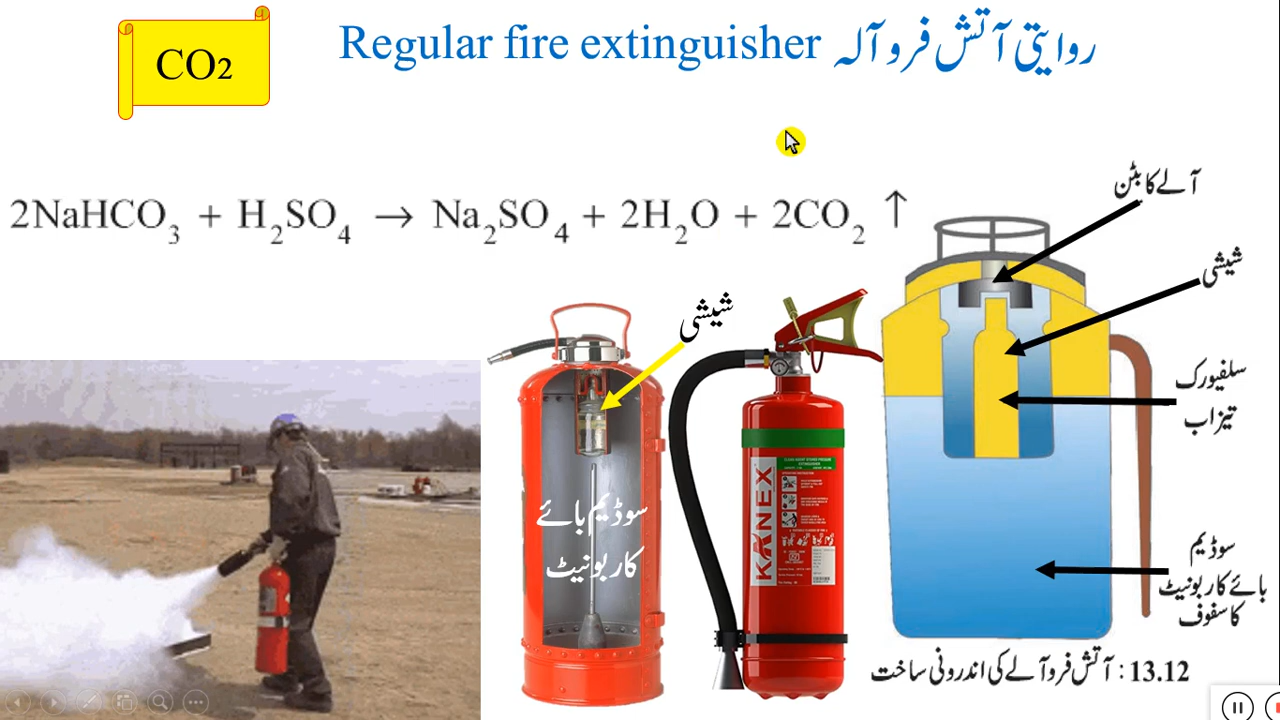 CO2
Regular fire extinguisher روایتی آتش فرو آلہ
2NaHCO3 + H2SO4 → Na2SO4 + 2H2O + 2CO2 ↑
آلے کا بٹن
شیشی
سلفیورک
تیزاب
سوڈیم
بائے کاربونیٹ
کا سفوف
شیشی
سوڈیم بائے
کاربونیٹ
KANEX
13.12 : آتش فرو آلے کی اندرونی ساخت